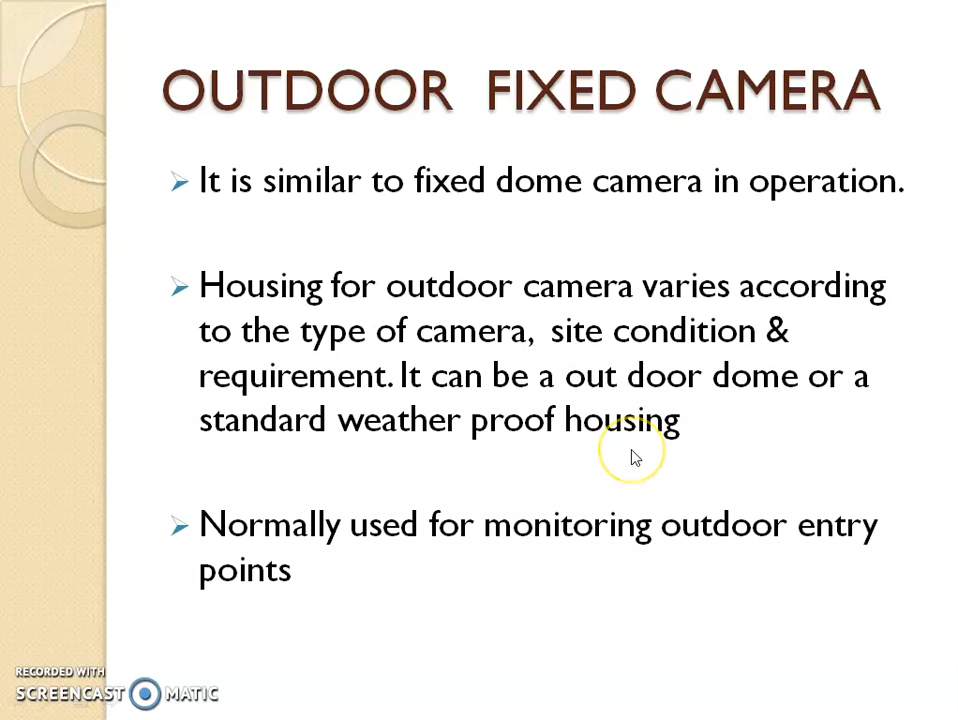 OUTDOOR FIXED CAMERA
It is similar to fixed dome camera in operation.
Housing for outdoor camera varies according
to the type of camera, site condition &
requirement. It can be a out door dome or a
standard weather proof housing
Normally used for monitoring outdoor entry
points
RECORDED WITH
SCREENCAST MATIC